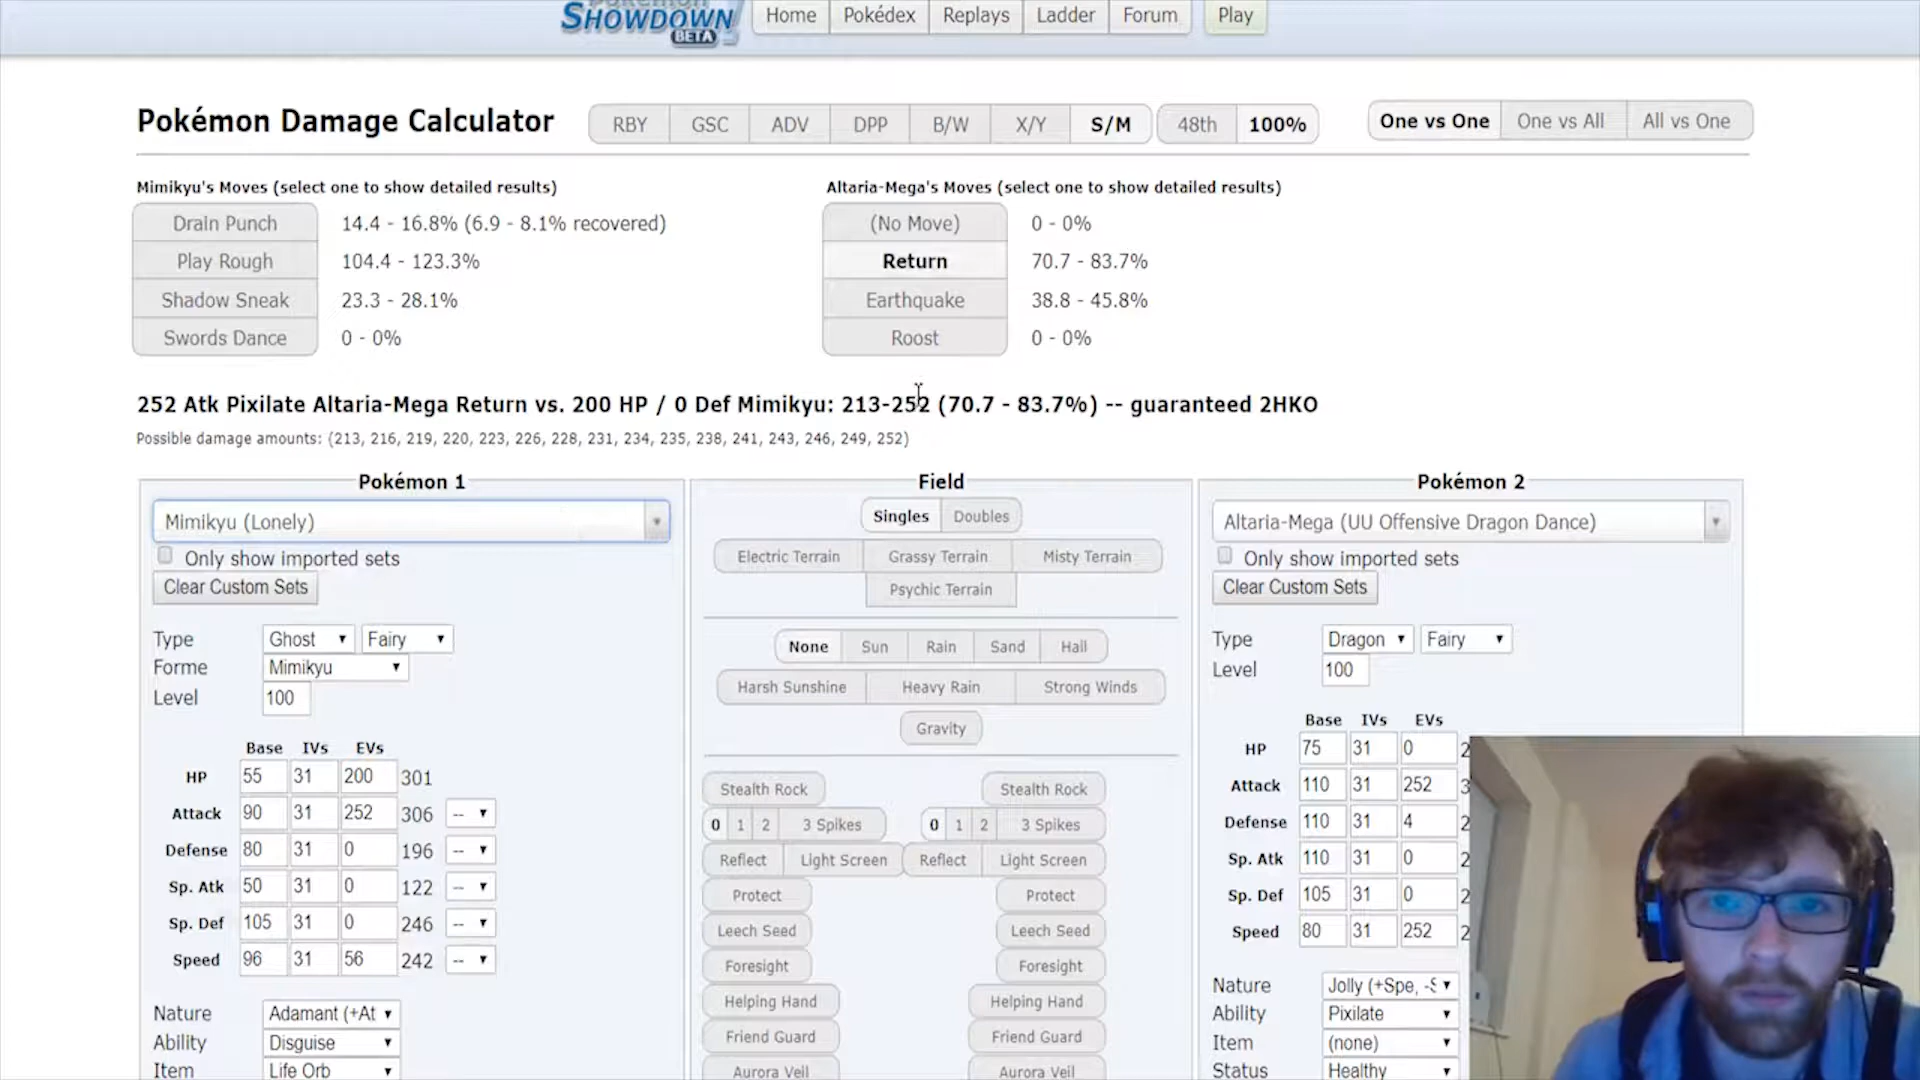 Pokémon
SHOWDOWN
BETA
Home
Pokédex
Replays
Ladder
Forum
Play
Pokémon Damage Calculator
RBY
GSC
ADV
DPP
B/W
X/Y
S/M
48th
100%
One vs One
One vs All
All vs One
Mimikyu's Moves (select one to show detailed results)
Drain Punch 14.4 - 16.8% (6.9 - 8.1% recovered)
Play Rough 104.4 - 123.3%
Shadow Sneak 23.3 - 28.1%
Swords Dance 0 - 0%
Altaria-Mega's Moves (select one to show detailed results)
(No Move) 0 - 0%
Return 70.7 - 83.7%
Earthquake 38.8 - 45.8%
Roost 0 - 0%
252 Atk Pixilate Altaria-Mega Return vs. 200 HP / 0 Def Mimikyu: 213-252 (70.7 - 83.7%) -- guaranteed 2HKO
Possible damage amounts: (213, 216, 219, 220, 223, 226, 228, 231, 234, 235, 238, 241, 243, 246, 249, 252)
Pokémon 1
Mimikyu (Lonely)
Only show imported sets
Clear Custom Sets
Type Ghost Fairy
Forme Mimikyu
Level 100
Base IVs EVs
HP 55 31 200 301
Attack 90 31 252 306 --
Defense 80 31 0 196 --
Sp. Atk 50 31 0 122 --
Sp. Def 105 31 0 246 --
Speed 96 31 56 242 --
Nature Adamant (+At
Ability Disguise
Item Life Orb
Field
Singles Doubles
Electric Terrain Grassy Terrain Misty Terrain
Psychic Terrain
None Sun Rain Sand Hail
Harsh Sunshine Heavy Rain Strong Winds
Gravity
Stealth Rock Stealth Rock
0 1 2 3 Spikes 0 1 2 3 Spikes
Reflect Light Screen Reflect Light Screen
Protect Protect
Leech Seed Leech Seed
Foresight Foresight
Helping Hand Helping Hand
Friend Guard Friend Guard
Aurora Veil Aurora Veil
Pokémon 2
Altaria-Mega (UU Offensive Dragon Dance)
Only show imported sets
Clear Custom Sets
Type Dragon Fairy
Level 100
Base IVs EVs
HP 75 31 0 2
Attack 110 31 252 3
Defense 110 31 4 2
Sp. Atk 110 31 0 2
Sp. Def 105 31 0 2
Speed 80 31 252 2
Nature Jolly (+Spe, -S
Ability Pixilate
Item (none)
Status Healthy